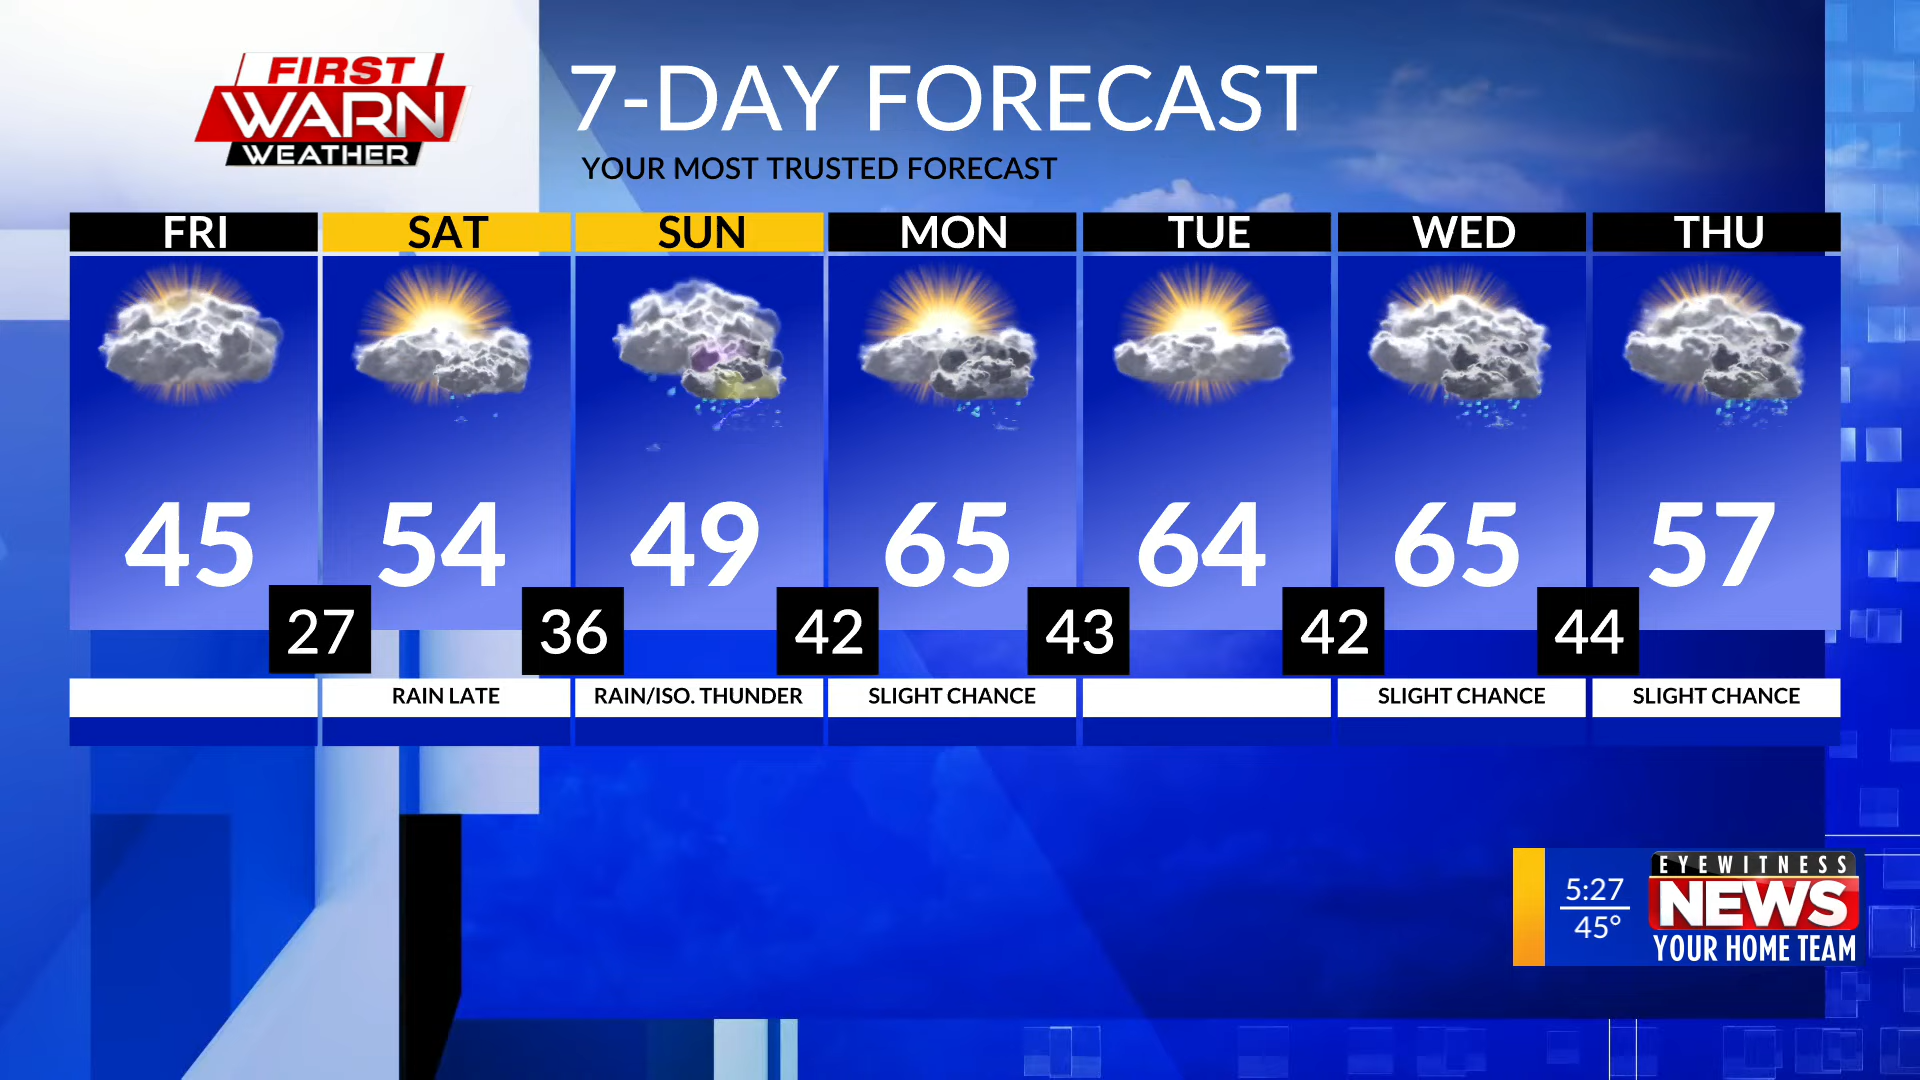 FIRST
WARN
WEATHER
7-DAY FORECAST
YOUR MOST TRUSTED FORECAST
FRI SAT SUN MON TUE WED THU
45 54 49 65 64 65 57
27 36 42 43 42 44
RAIN LATE RAIN/ISO. THUNDER SLIGHT CHANCE SLIGHT CHANCE SLIGHT CHANCE
5:27
45°
EYEWITNESS
NEWS
YOUR HOME TEAM